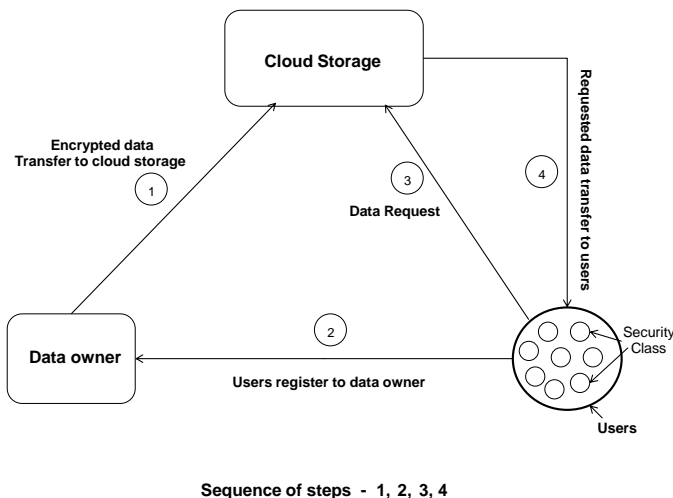 Cloud Storage
Encrypted data
Transfer to cloud storage
1
3
Data Request
4
Requested data transfer to users
Data owner
2
Users register to data owner
Security
Class
Users
Sequence of steps - 1, 2, 3, 4